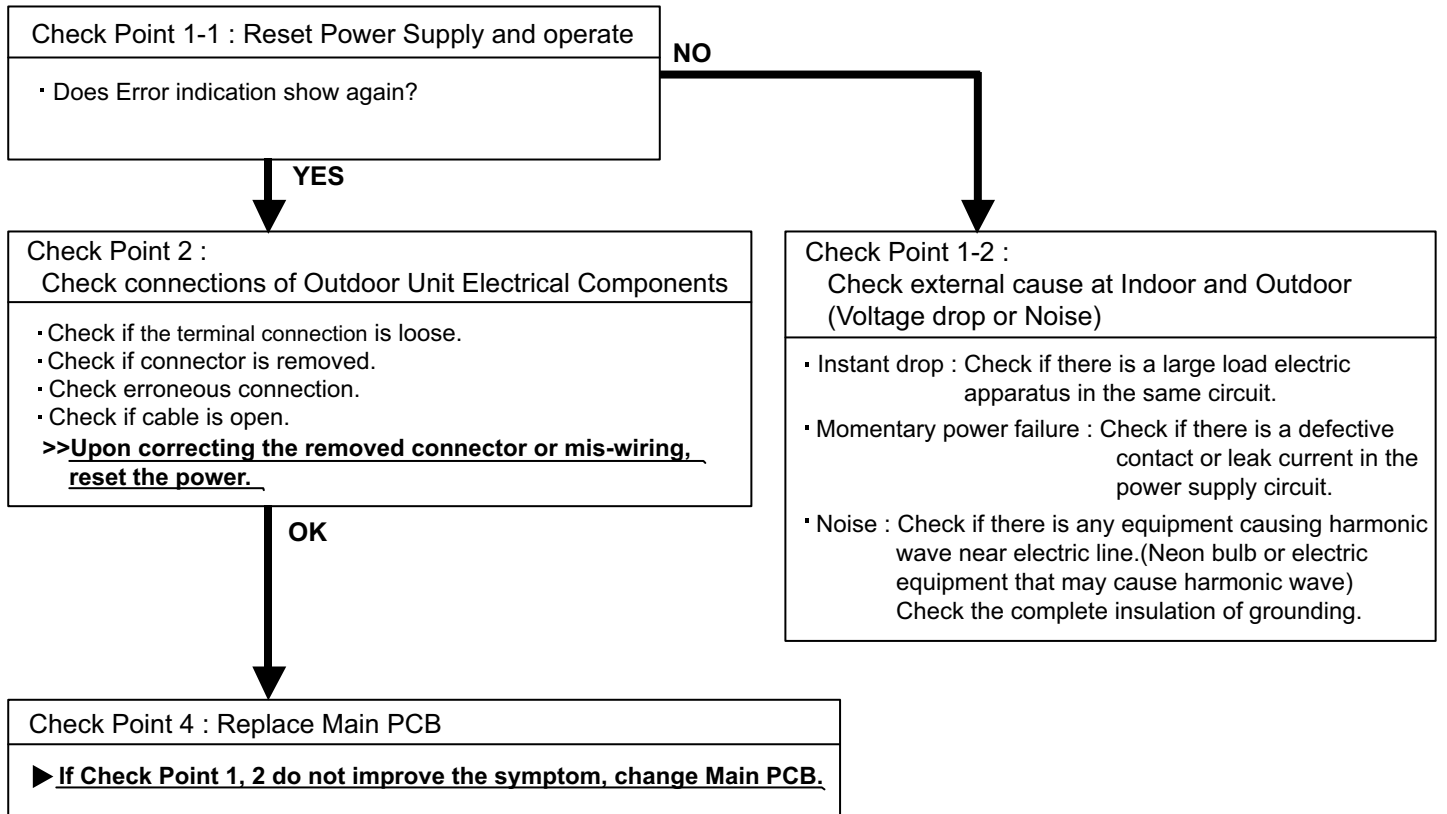 Check Point 1-1 : Reset Power Supply and operate
· Does Error indication show again?
NO
YES
Check Point 2 :
Check connections of Outdoor Unit Electrical Components
· Check if the terminal connection is loose.
· Check if connector is removed.
· Check erroneous connection.
· Check if cable is open.
>>Upon correcting the removed connector or mis-wiring,
reset the power.
Check Point 1-2 :
Check external cause at Indoor and Outdoor
(Voltage drop or Noise)
· Instant drop : Check if there is a large load electric
apparatus in the same circuit.
· Momentary power failure : Check if there is a defective
contact or leak current in the
power supply circuit.
· Noise : Check if there is any equipment causing harmonic
wave near electric line.(Neon bulb or electric
equipment that may cause harmonic wave)
Check the complete insulation of grounding.
OK
Check Point 4 : Replace Main PCB
▶ If Check Point 1, 2 do not improve the symptom, change Main PCB.